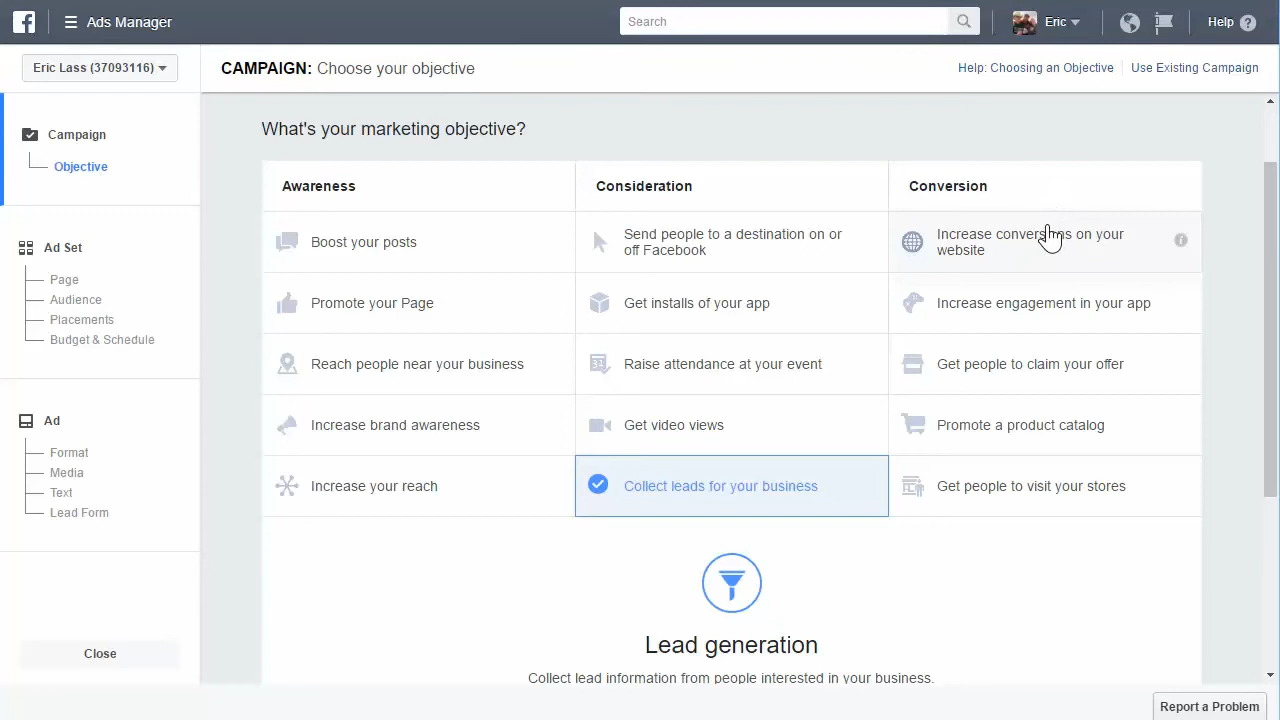 Ads Manager
Search
Eric
Help
Eric Lass (37093116)
CAMPAIGN: Choose your objective
Help: Choosing an Objective
Use Existing Campaign
Campaign
Objective
Ad Set
Page
Audience
Placements
Budget & Schedule
Ad
Format
Media
Text
Lead Form
Close
What's your marketing objective?
Awareness
Consideration
Conversion
Boost your posts
Send people to a destination on or
off Facebook
Increase conversions on your
website
Promote your Page
Get installs of your app
Increase engagement in your app
Reach people near your business
Raise attendance at your event
Get people to claim your offer
Increase brand awareness
Get video views
Promote a product catalog
Increase your reach
Collect leads for your business
Get people to visit your stores
Lead generation
Collect lead information from people interested in your business.
Report a Problem